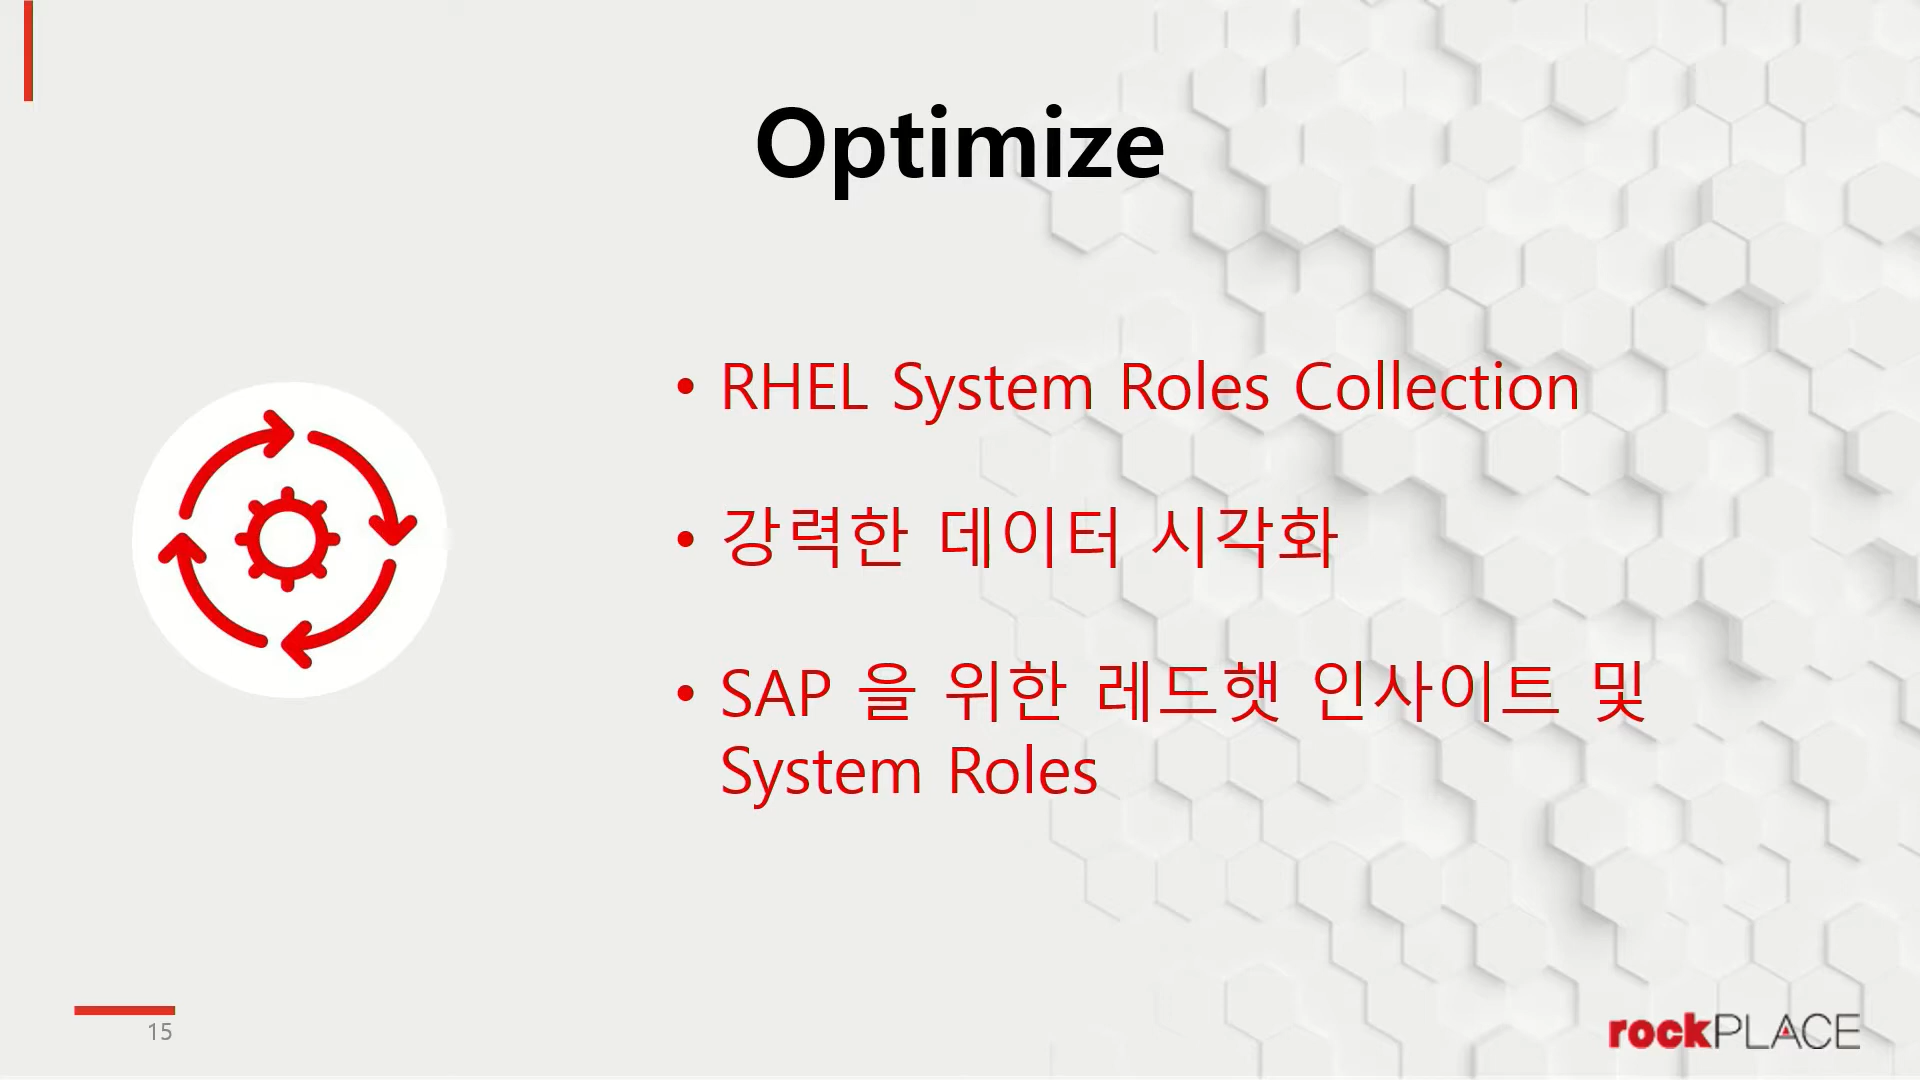 Optimize
• RHEL System Roles Collection
• 강력한 데이터 시각화
• SAP 을 위한 레드햇 인사이트 및
System Roles
15
rockPLACE